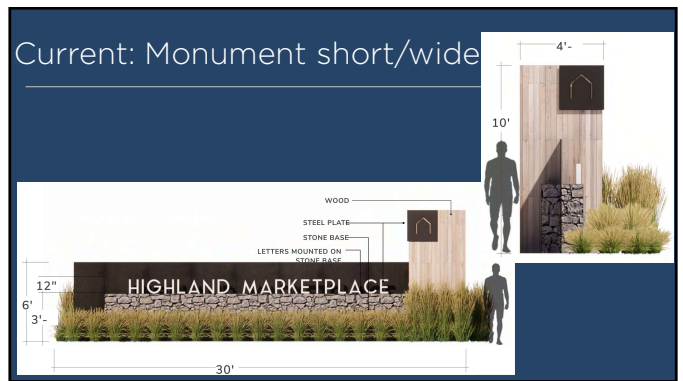 Current: Monument short/wide
4'-
10'
WOOD
STEEL PLATE
STONE BASE
LETTERS MOUNTED ON
STONE BASE
HIGHLAND MARKETPLACE
12"
6'
3'-
30'